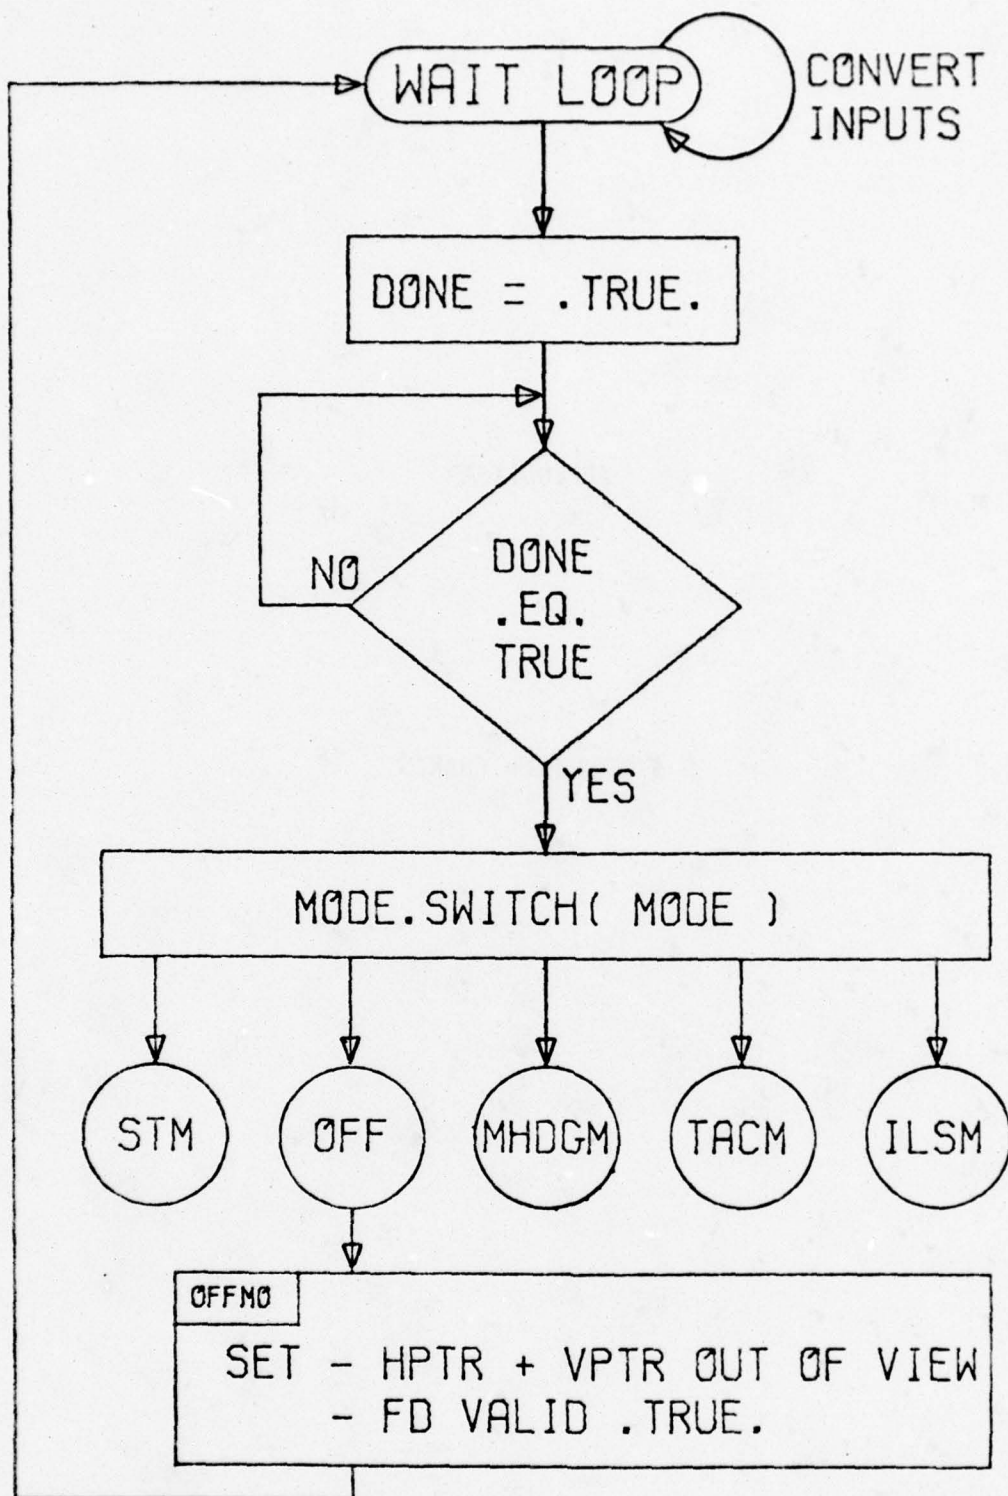 WAIT LOOP
CONVERT
INPUTS
DONE = .TRUE.
NO
DONE
.EQ.
TRUE
YES
MODE.SWITCH( MODE )
STM
OFF
MHDGM
TACM
ILSM
OFFMO
SET - HPTR + VPTR OUT OF VIEW
- FD VALID .TRUE.